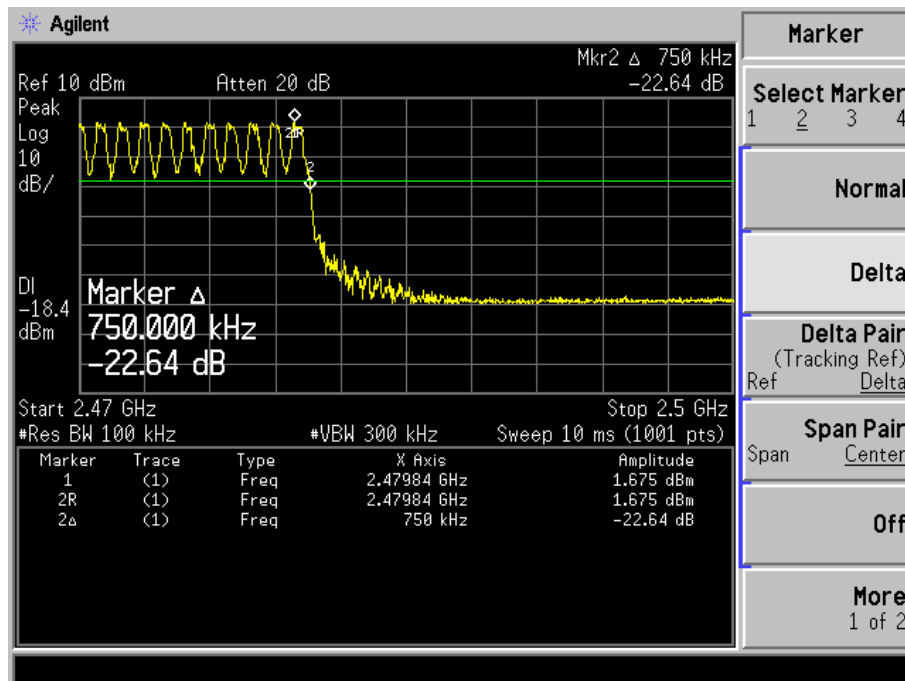 Agilent
Marker
Mkr2 Δ 750 kHz
Ref 10 dBm Atten 20 dB -22.64 dB
Peak
Log
10
dB/
2R
2
DI
-18.4
dBm
Marker Δ
750.000 kHz
-22.64 dB
Start 2.47 GHz Stop 2.5 GHz
#Res BW 100 kHz #VBW 300 kHz Sweep 10 ms (1001 pts)
Marker Trace Type X Axis Amplitude
1 (1) Freq 2.47984 GHz 1.675 dBm
2R (1) Freq 2.47984 GHz 1.675 dBm
2Δ (1) Freq 750 kHz -22.64 dB
Select Marker
1 2 3 4
Normal
Delta
Delta Pair
(Tracking Ref)
Ref Delta
Span Pair
Span Center
Off
More
1 of 2